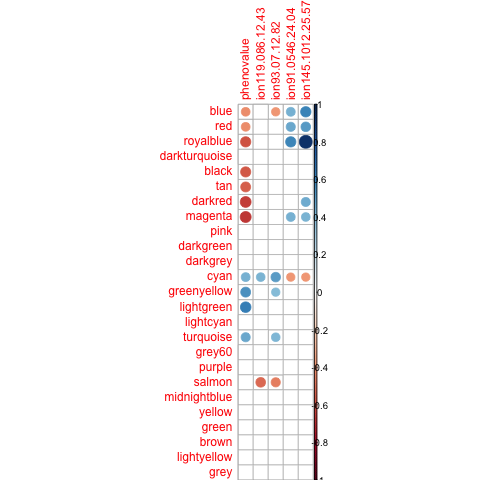 phenovalue
ion119.086.12.43
ion93.07.12.82
ion91.0546.24.04
ion145.1012.25.57
blue
red
royalblue
darkturquoise
black
tan
darkred
magenta
pink
darkgreen
darkgrey
cyan
greenyellow
lightgreen
lightcyan
turquoise
grey60
purple
salmon
midnightblue
yellow
green
brown
lightyellow
grey
1
0.8
0.6
0.4
0.2
0
-0.2
-0.4
-0.6
-0.8
-1